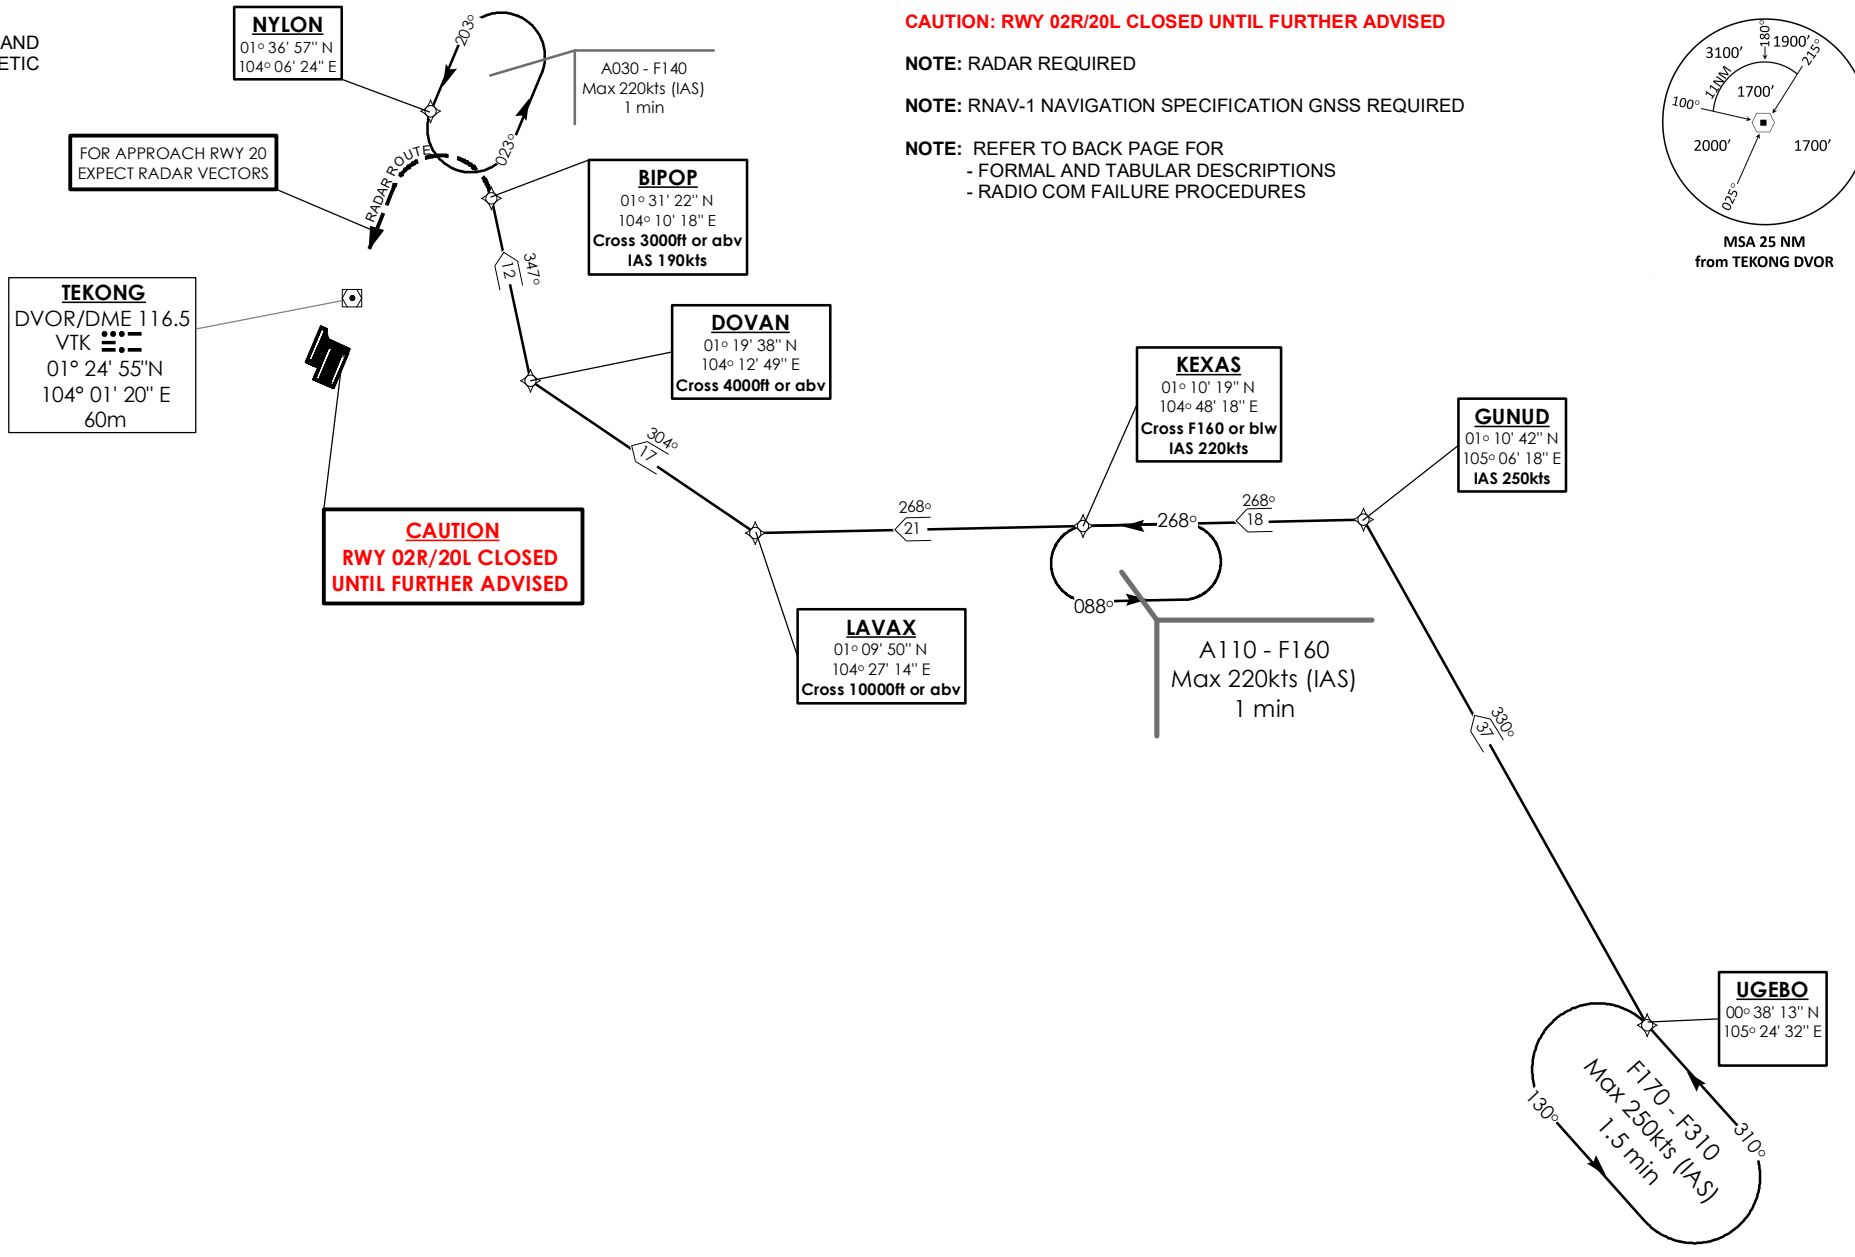 AND
ETIC
NYLON
01° 36' 57" N
104° 06' 24" E
203°
023°
A030 - F140
Max 220kts (IAS)
1 min
CAUTION: RWY 02R/20L CLOSED UNTIL FURTHER ADVISED
NOTE: RADAR REQUIRED
NOTE: RNAV-1 NAVIGATION SPECIFICATION GNSS REQUIRED
NOTE: REFER TO BACK PAGE FOR
- FORMAL AND TABULAR DESCRIPTIONS
- RADIO COM FAILURE PROCEDURES
3100'
180°
1900'
215°
11NM
1700'
100°
2000'
1700'
025°
MSA 25 NM
from TEKONG DVOR
FOR APPROACH RWY 20
EXPECT RADAR VECTORS
RADAR ROUTE
BIPOP
01° 31' 22" N
104° 10' 18" E
Cross 3000ft or abv
IAS 190kts
347°
12
TEKONG
DVOR/DME 116.5
VTK
01° 24' 55"N
104° 01' 20" E
60m
DOVAN
01° 19' 38" N
104° 12' 49" E
Cross 4000ft or abv
304°
17
KEXAS
01° 10' 19" N
104° 48' 18" E
Cross F160 or blw
IAS 220kts
GUNUD
01° 10' 42" N
105° 06' 18" E
IAS 250kts
268°
21
268°
268°
18
088°
CAUTION
RWY 02R/20L CLOSED
UNTIL FURTHER ADVISED
LAVAX
01° 09' 50" N
104° 27' 14" E
Cross 10000ft or abv
A110 - F160
Max 220kts (IAS)
1 min
330°
37
UGEBO
00° 38' 13" N
105° 24' 32" E
F170 - F310
Max 250kts (IAS)
1.5 min
130°
310°